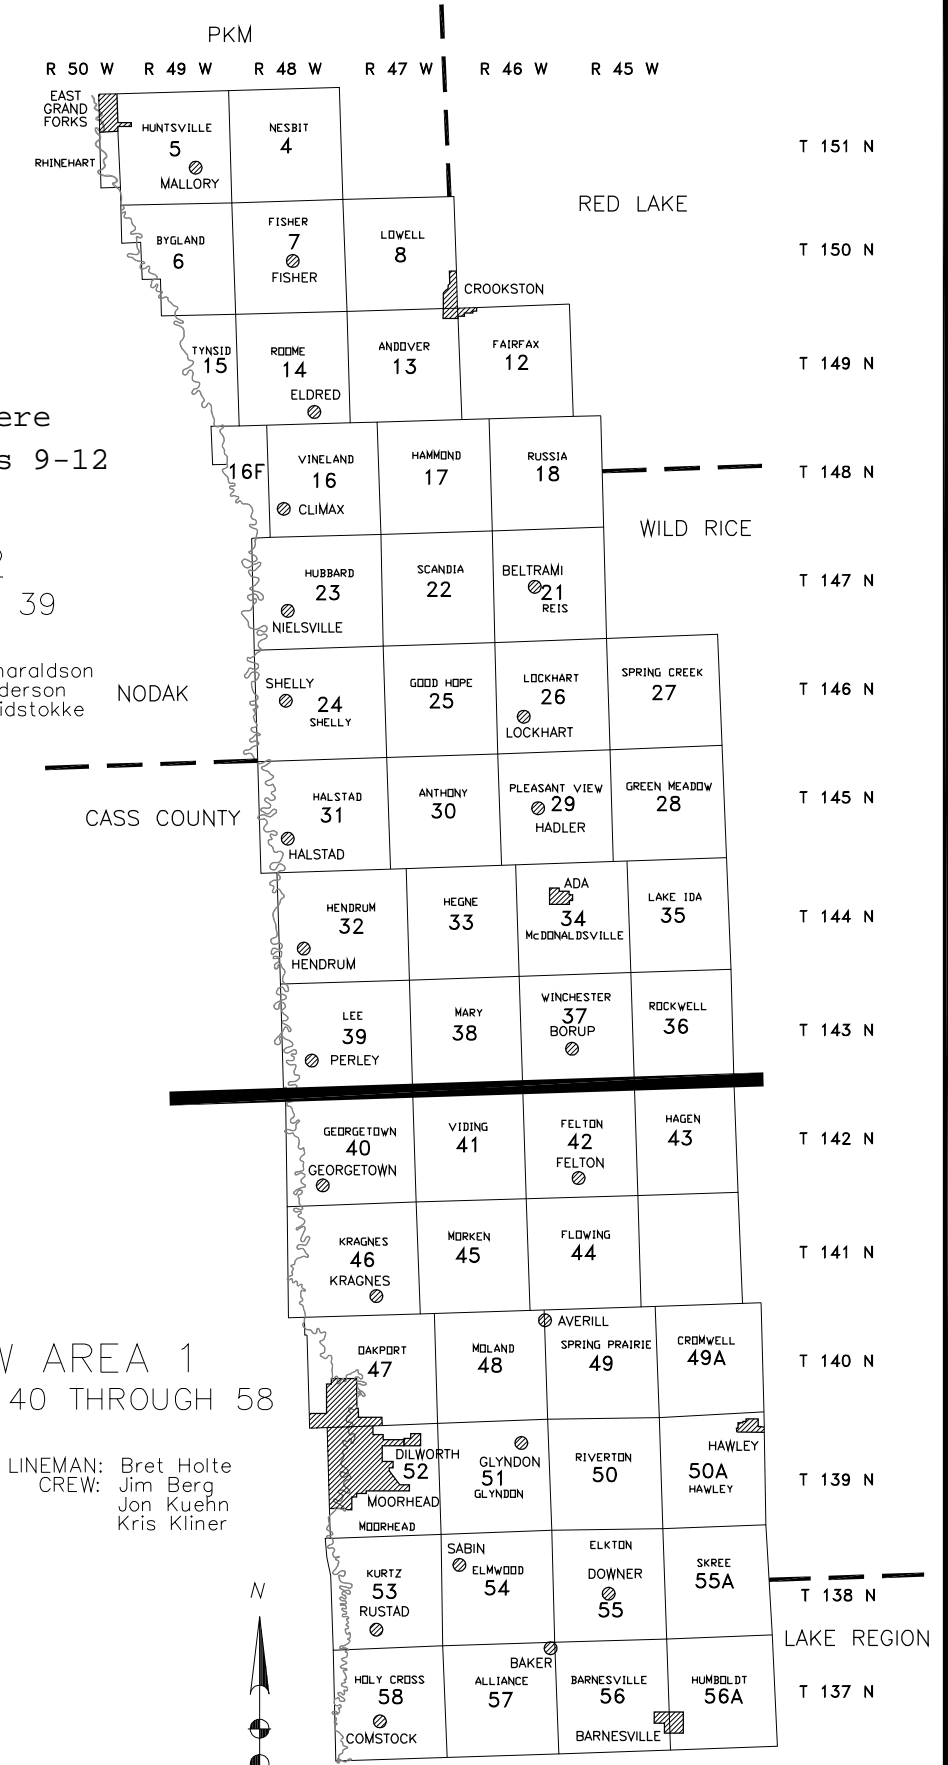 PKM
R 50 W
R 49 W
R 48 W
R 47 W
R 46 W
R 45 W
EAST
GRAND
FORKS
RHINEHART
HUNTSVILLE
5
MALLORY
NESBIT
4
T 151 N
RED LAKE
BYGLAND
6
FISHER
7
FISHER
LOWELL
8
T 150 N
CROOKSTON
TYNSID
15
ROOME
14
ELDRED
ANDOVER
13
FAIRFAX
12
T 149 N
ere
s 9-12
16F
VINELAND
16
CLIMAX
HAMMOND
17
RUSSIA
18
T 148 N
WILD RICE
HUBBARD
23
NIELSVILLE
SCANDIA
22
BELTRAMI
21
REIS
T 147 N
39
haraldson
derson
idstokke
NODAK
SHELLY
24
SHELLY
GOOD HOPE
25
LOCKHART
26
LOCKHART
SPRING CREEK
27
T 146 N
CASS COUNTY
HALSTAD
31
HALSTAD
ANTHONY
30
PLEASANT VIEW
29
HADLER
GREEN MEADOW
28
T 145 N
HENDRUM
32
HENDRUM
HEGNE
33
ADA
34
McDONALDSVILLE
LAKE IDA
35
T 144 N
LEE
39
PERLEY
MARY
38
WINCHESTER
37
BORUP
ROCKWELL
36
T 143 N
GEORGETOWN
40
GEORGETOWN
VIDING
41
FELTON
42
FELTON
HAGEN
43
T 142 N
KRAGNES
46
KRAGNES
MORKEN
45
FLOWING
44
T 141 N
W AREA 1
40 THROUGH 58
OAKPORT
47
MOLAND
48
AVERILL
SPRING PRAIRIE
49
CROMWELL
49A
T 140 N
LINEMAN: Bret Holte
CREW: Jim Berg
Jon Kuehn
Kris Kliner
DILWORTH
52
MOORHEAD
MOORHEAD
GLYNDON
51
GLYNDON
RIVERTON
50
HAWLEY
50A
HAWLEY
T 139 N
KURTZ
53
RUSTAD
SABIN
ELMWOOD
54
ELKTON
DOWNER
55
SKREE
55A
T 138 N
LAKE REGION
N
HOLY CROSS
58
COMSTOCK
BAKER
ALLIANCE
57
BARNESVILLE
56
BARNESVILLE
HUMBOLDT
56A
T 137 N